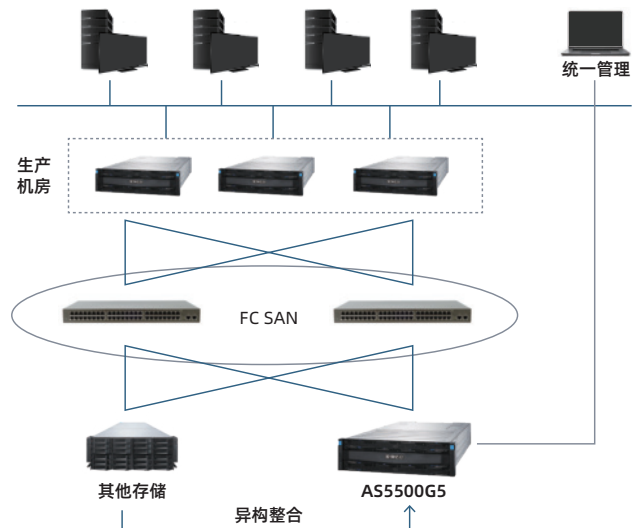 统一管理
生产
机房
FC SAN
其他存储
AS5500G5
异构整合